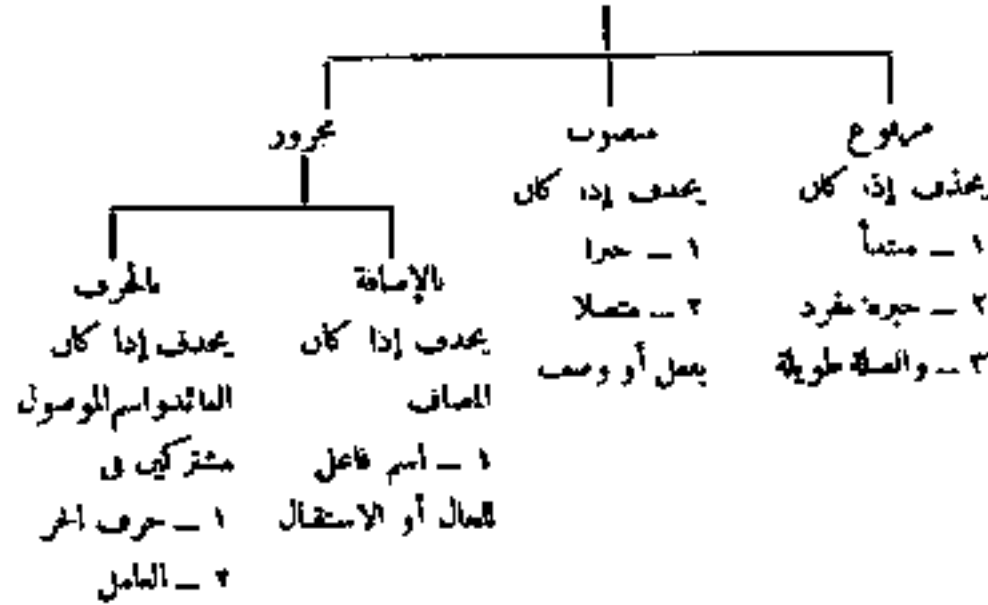 مرفوع
يحذف إذا كان
١ — مبتدأ
٢ — خبره مفرد
٣ — والصلة طويلة
منصوب
يحذف إذا كان
١ — خبرا
٢ — متصلا
بفعل أو وصف
مجرور
بالإضافة
يحذف إذا كان
المضاف
١ — اسم فاعل
للحال أو الاستقبال
بالحرف
يحذف إذا كان
العائد واسم الموصول
مشتركين في
١ — حرف الجر
٢ — العامل